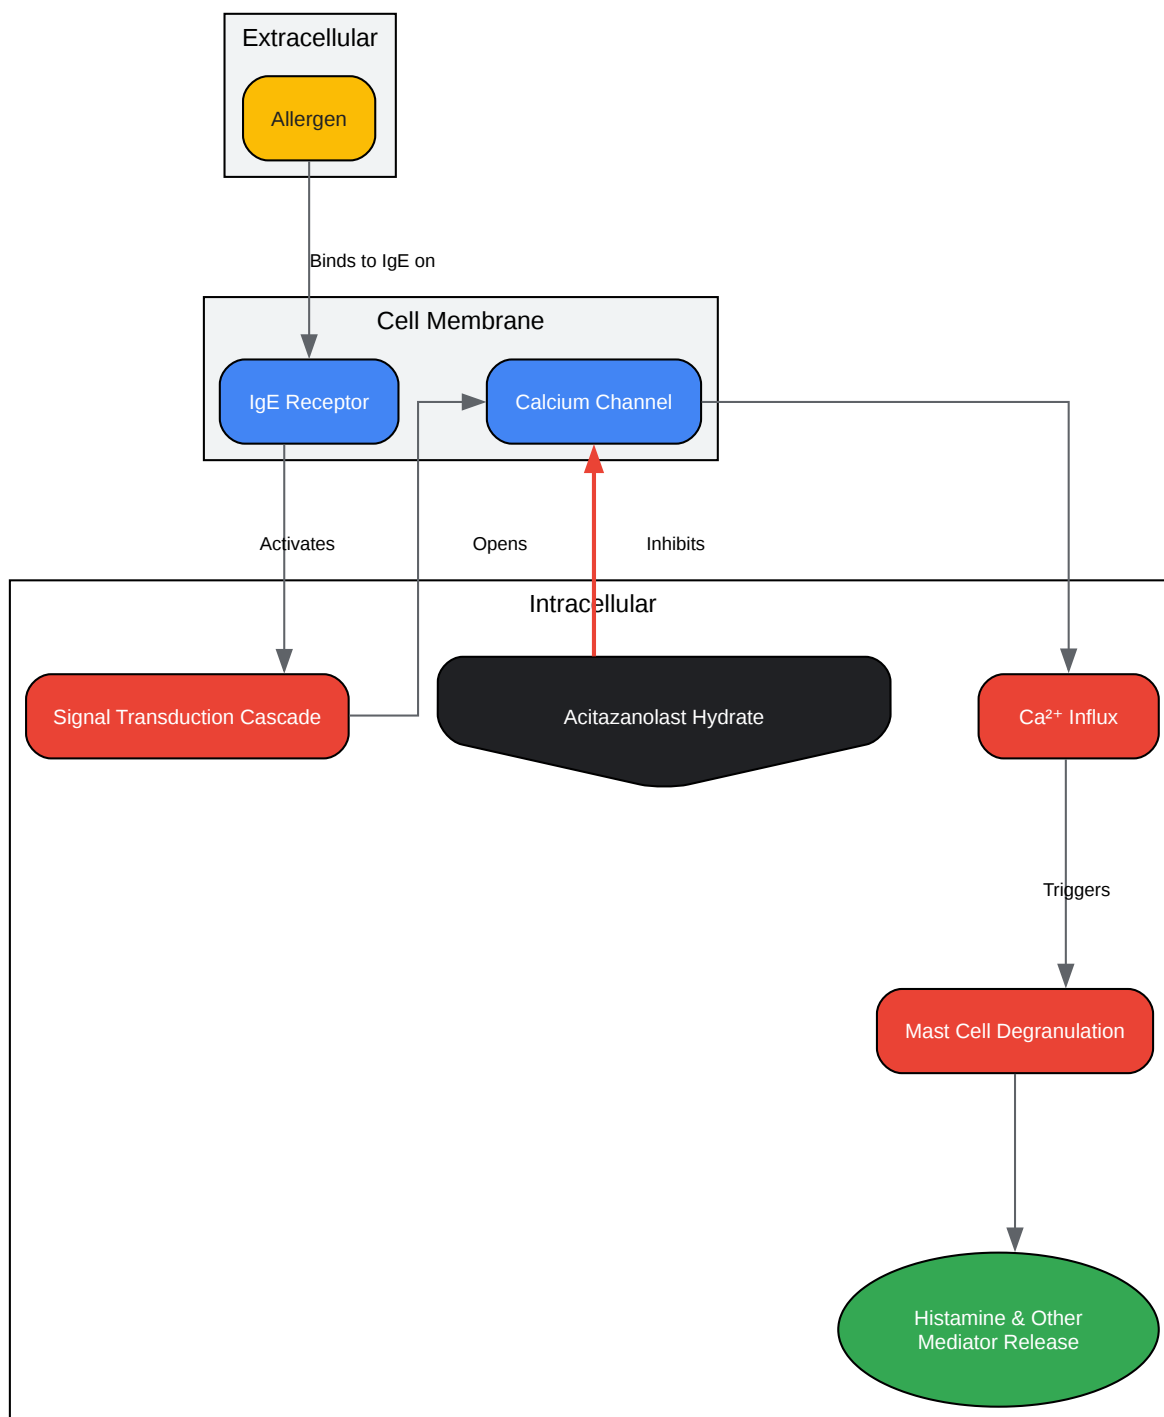 Extracellular
Allergen
Binds to IgE on
Cell Membrane
IgE Receptor
Calcium Channel
Activates
Opens
Inhibits
Intracellular
Signal Transduction Cascade
Acitazanolast Hydrate
Ca²⁺ Influx
Triggers
Mast Cell Degranulation
Histamine & Other
Mediator Release